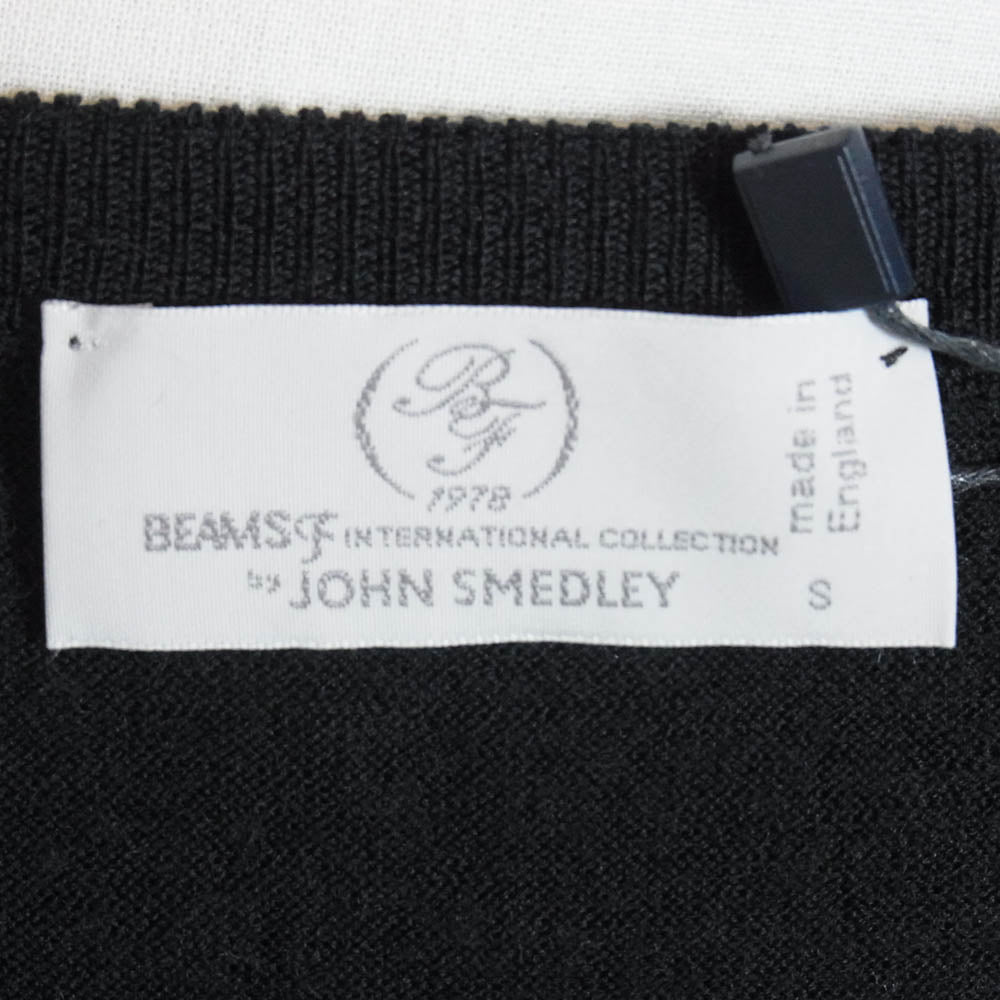 BF
1978
BEAMS F INTERNATIONAL COLLECTION
by JOHN SMEDLEY
made in
England
S